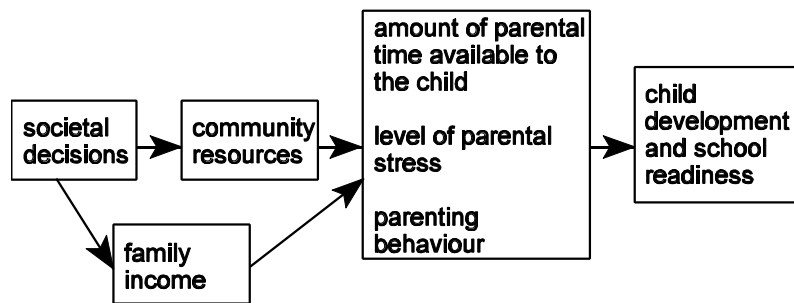 societal
decisions
community
resources
family
income
amount of parental
time available to
the child
level of parental
stress
parenting
behaviour
child
development
and school
readiness